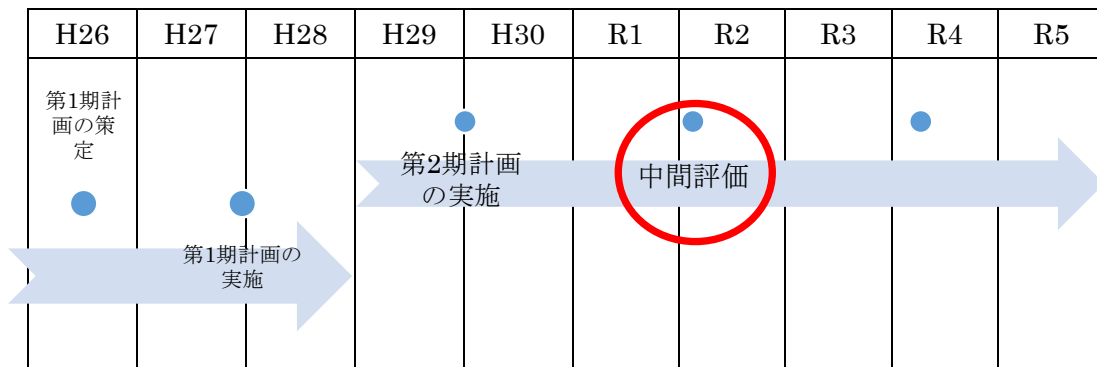 H26 H27 H28 H29 H30 R1 R2 R3 R4 R5
第1期計
画の策
定
第2期計画
の実施
中間評価
第1期計画の
実施